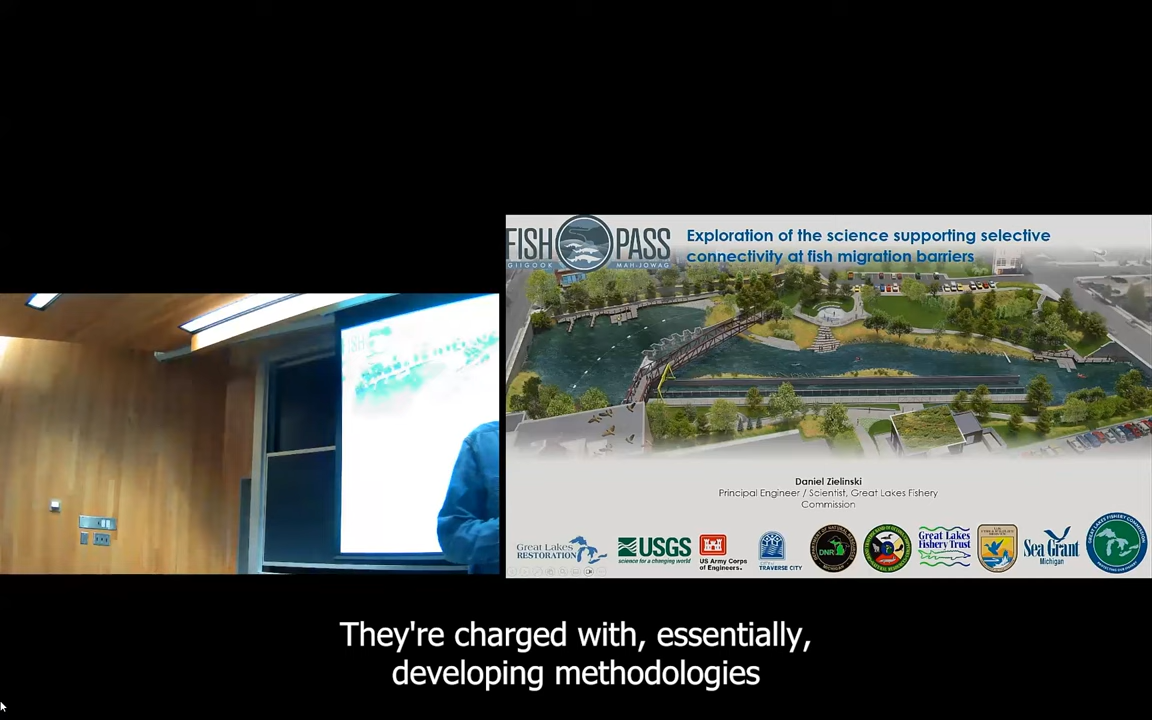 FISH PASS
GIIGOOK MAH-JOWAG
Exploration of the science supporting selective
connectivity at fish migration barriers
Daniel Zielinski
Principal Engineer / Scientist, Great Lakes Fishery
Commission
Great Lakes
RESTORATION
USGS
science for a changing world
US Army Corps
of Engineers.
TRAVERSE CITY
DNR
Great Lakes
Fishery Trust
Sea Grant
Michigan
They're charged with, essentially,
developing methodologies